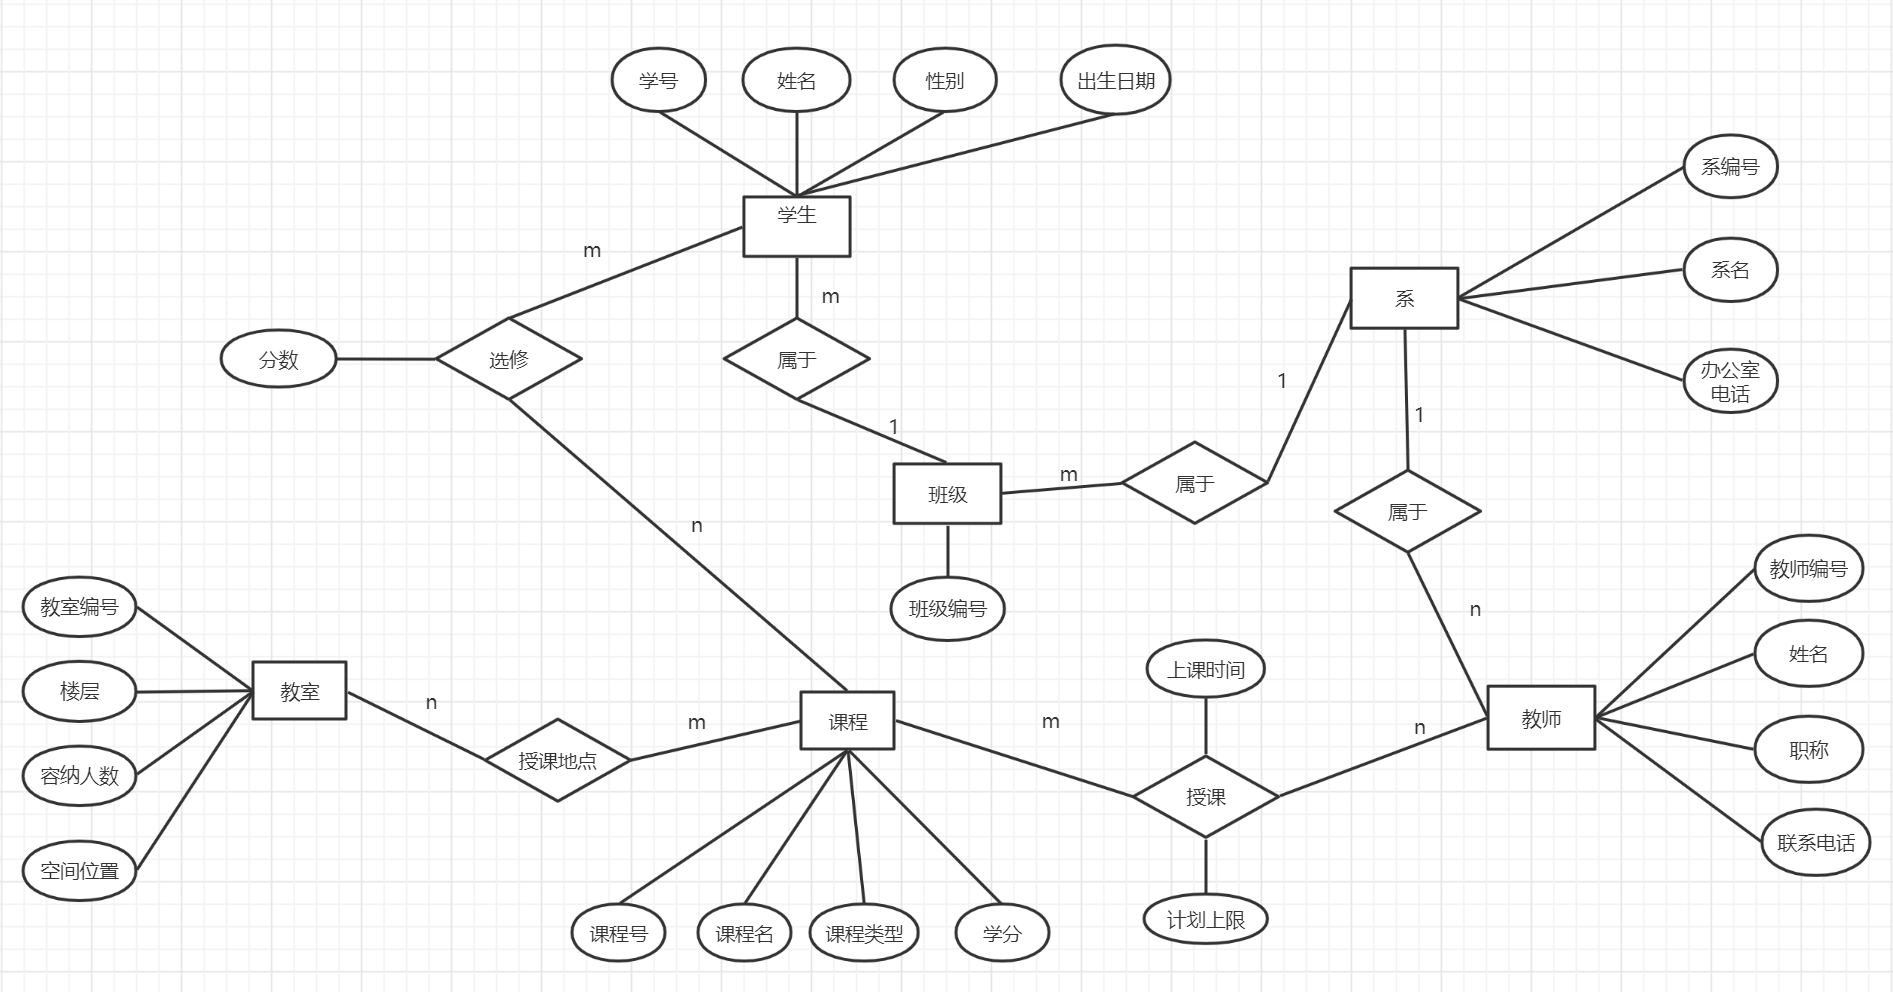 学号
姓名
性别
出生日期
系编号
学生
m
系名
m
系
分数
选修
属于
1
办公室
电话
1
1
班级
m
属于
属于
n
教师编号
教室编号
班级编号
n
姓名
上课时间
楼层
教室
n
m
课程
m
n
教师
职称
授课地点
容纳人数
授课
联系电话
空间位置
课程号
课程名
课程类型
学分
计划上限